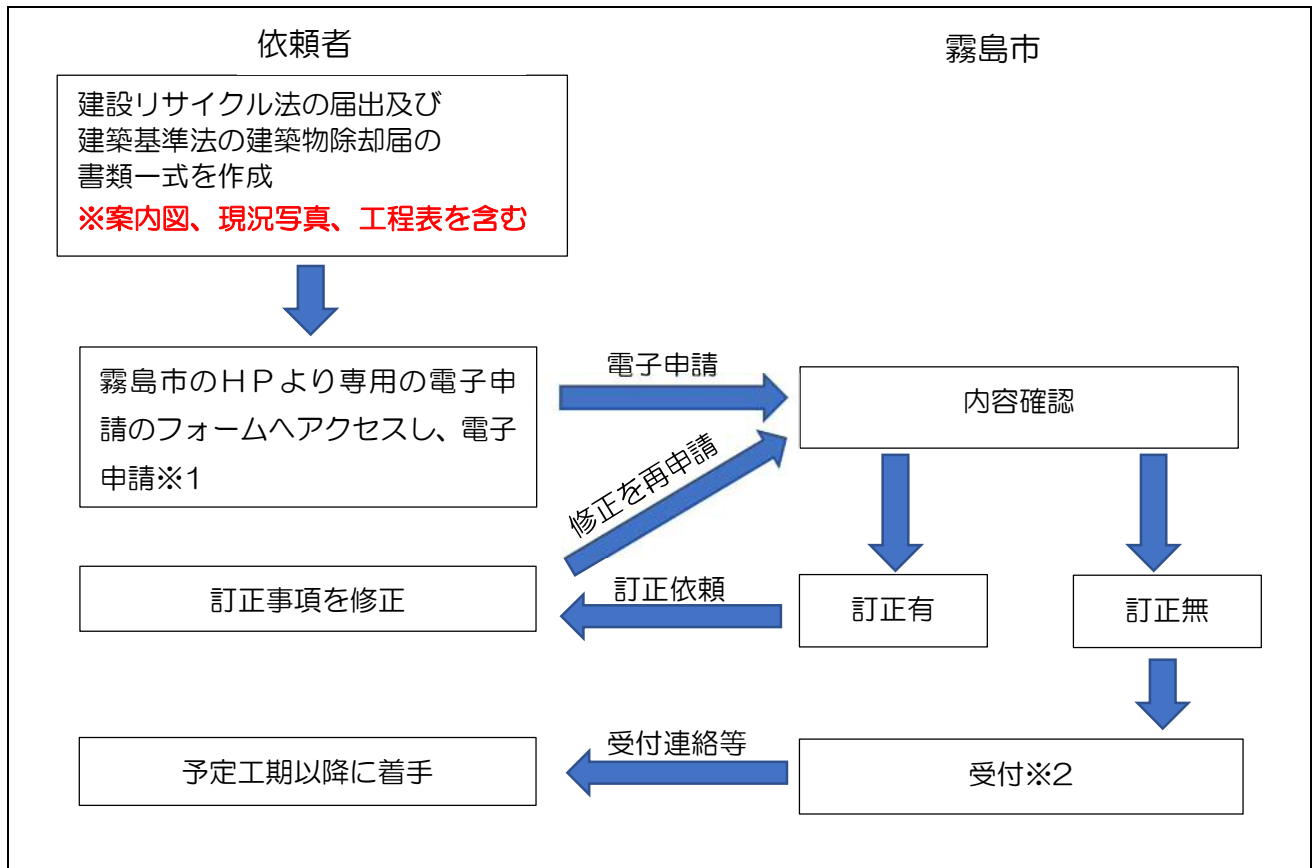 依頼者
霧島市
建設リサイクル法の届出及び
建築基準法の建築物除却届の
書類一式を作成
※案内図、現況写真、工程表を含む
霧島市のHPより専用の電子申
請のフォームへアクセスし、電子
申請※1
電子申請
内容確認
修正を再申請
訂正事項を修正
訂正依頼
訂正有
訂正無
予定工期以降に着手
受付連絡等
受付※2